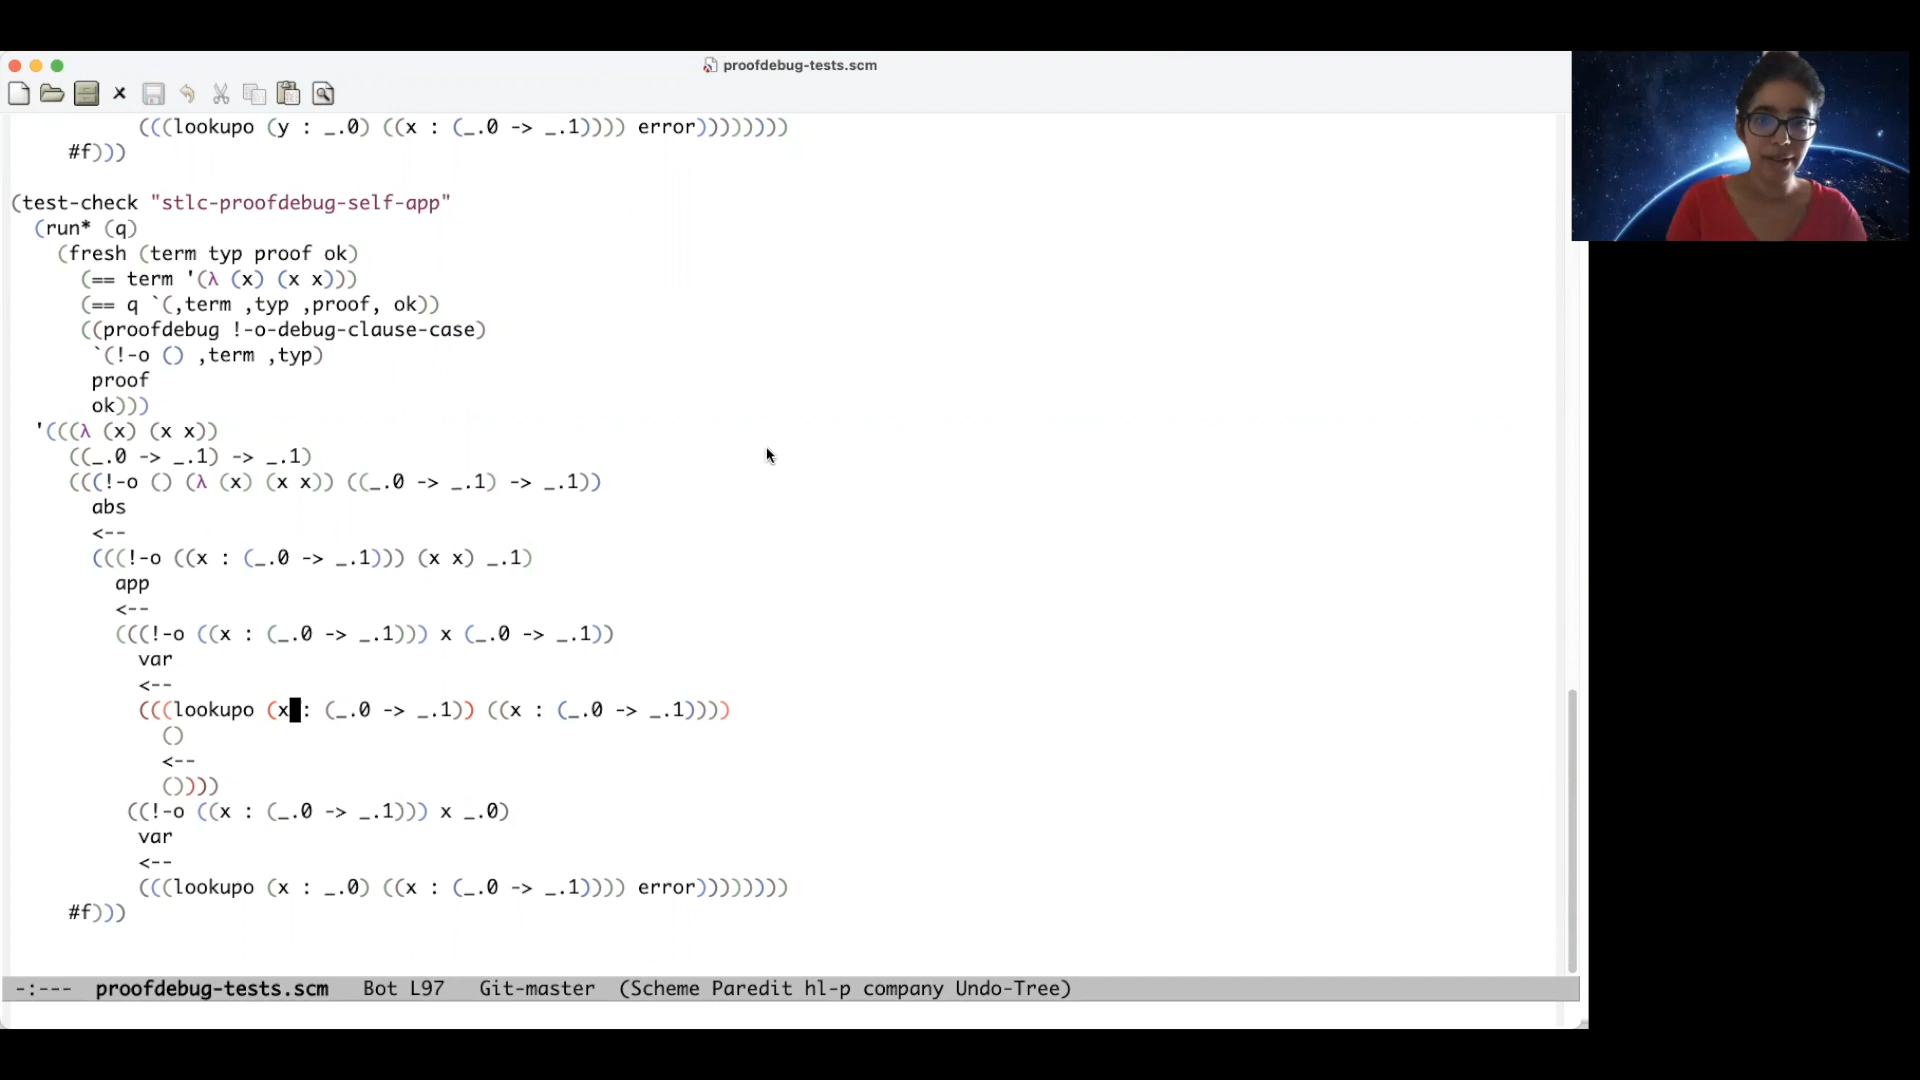 proofdebug-tests.scm
(((lookupo (y : _.0) ((x : (_.0 -> _.1)))) error))))))))
#f)))
(test-check "stlc-proofdebug-self-app"
(run* (q)
(fresh (term typ proof ok)
(== term '(λ (x) (x x)))
(== q `(,term ,typ ,proof, ok))
((proofdebug !-o-debug-clause-case)
`(!-o () ,term ,typ)
proof
ok)))
'(((λ (x) (x x))
((_.0 -> _.1) -> _.1)
(((!-o () (λ (x) (x x)) ((_.0 -> _.1) -> _.1))
abs
<--
(((!-o ((x : (_.0 -> _.1))) (x x) _.1)
app
<--
(((!-o ((x : (_.0 -> _.1))) x (_.0 -> _.1))
var
<--
(((lookupo (x : (_.0 -> _.1)) ((x : (_.0 -> _.1))))
()
<--
())))
((!-o ((x : (_.0 -> _.1))) x _.0)
var
<--
(((lookupo (x : _.0) ((x : (_.0 -> _.1)))) error))))))))
#f)))
-:--- proofdebug-tests.scm Bot L97 Git-master (Scheme Paredit hl-p company Undo-Tree)